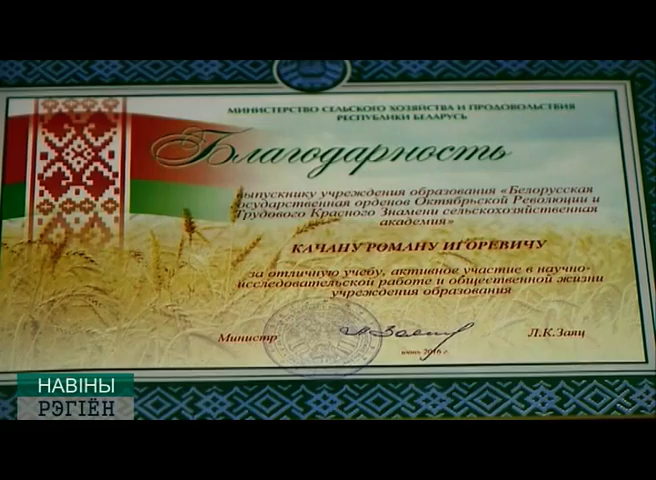 МИНИСТЕРСТВО СЕЛЬСКОГО ХОЗЯЙСТВА И ПРОДОВОЛЬСТВИЯ
РЕСПУБЛИКИ БЕЛАРУСЬ
Благодарность
выпускнику учреждения образования «Белорусская
государственная орденов Октябрьской Революции и
Трудового Красного Знамени сельскохозяйственная
академия»
КАЧАНУ РОМАНУ ИГОРЕВИЧУ
за отличную учебу, активное участие в научно-
исследовательской работе и общественной жизни
учреждения образования
Министр
Л.К.Заяц
июнь 2016 г.
НАВІНЫ
РЭГІЁН